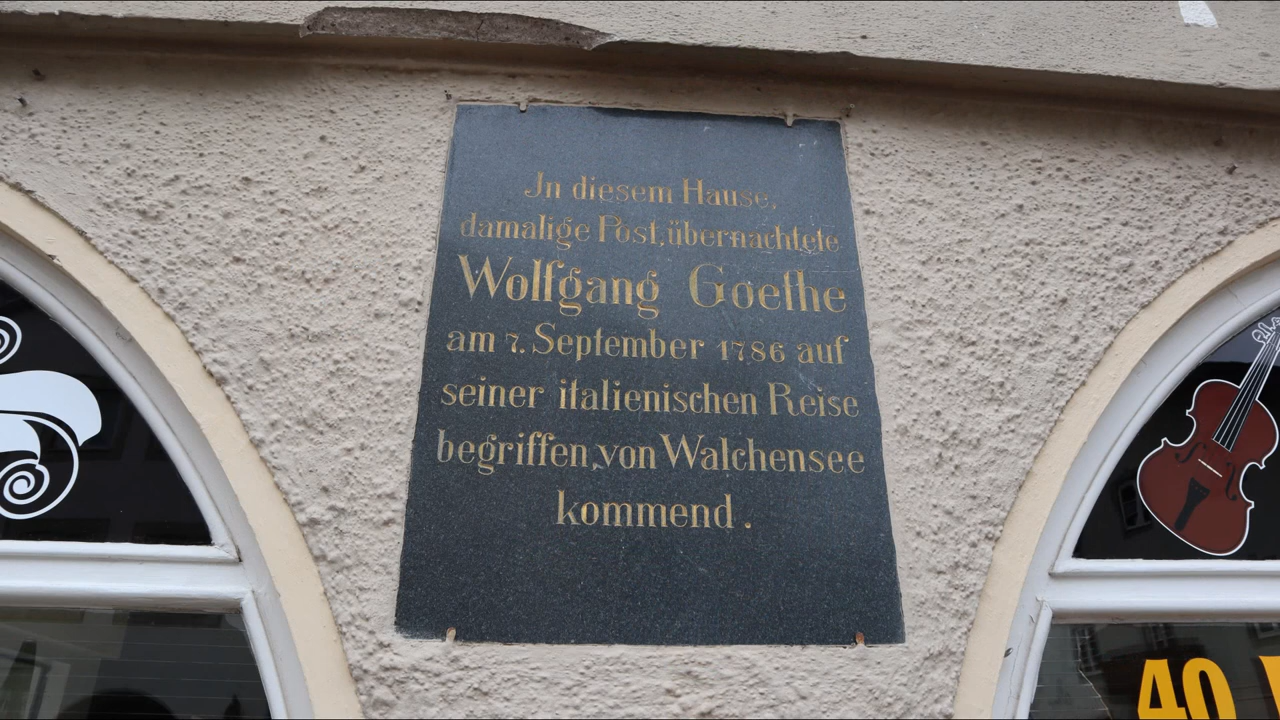 Jn diesem Hause,
damalige Post, übernachtete
Wolfgang Goethe
am 7. September 1786 auf
seiner italienischen Reise
begriffen, von Walchensee
kommend.
40